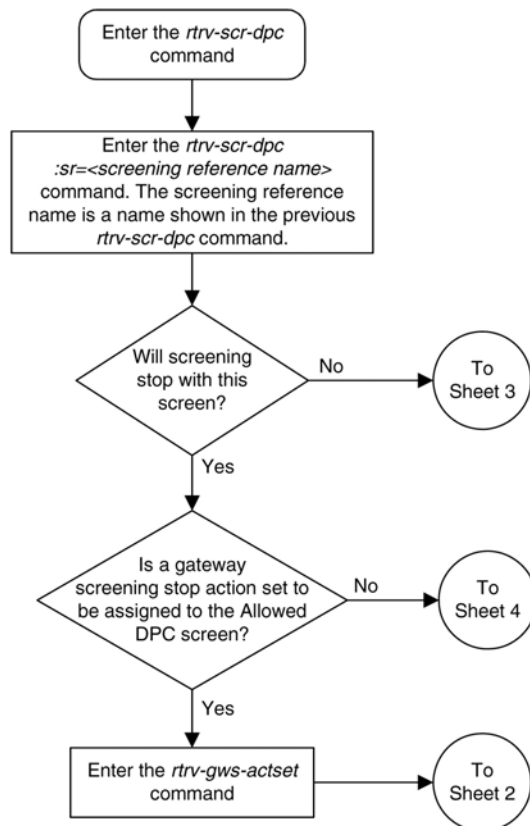 Enter the rtrv-scr-dpc
command
Enter the rtrv-scr-dpc
:sr=<screening reference name>
command. The screening reference
name is a name shown in the previous
rtrv-scr-dpc command.
Will screening
stop with this
screen?
No
To
Sheet 3
Yes
Is a gateway
screening stop action set to
be assigned to the Allowed
DPC screen?
No
To
Sheet 4
Yes
Enter the rtrv-gws-actset
command
To
Sheet 2